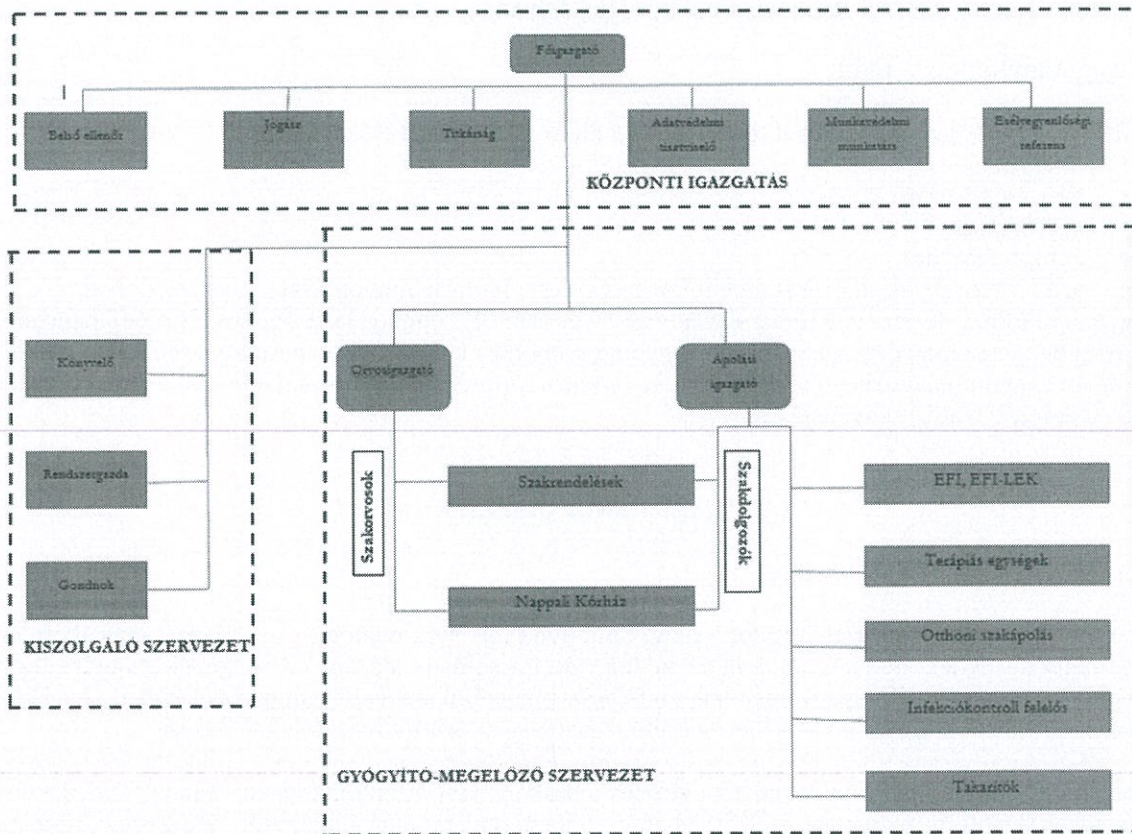 Főigazgató
Belső ellenőr
Jogász
Titkárság
Adatvédelmi
tisztviselő
Munkavédelmi
munkatárs
Esélyegyenlőségi
referens
KÖZPONTI IGAZGATÁS
Könyvelő
Rendszergazda
Gondnok
KISZOLGÁLÓ SZERVEZET
Orvosigazgató
Ápolási
igazgató
Szakorvosok
Szakdolgozók
Szakrendelések
Nappali Kórház
EFI, EFI-LEK
Terápiás egységek
Otthoni szakápolás
Infekciókontroll felelős
Takarítók
GYÓGYÍTÓ-MEGELŐZŐ SZERVEZET